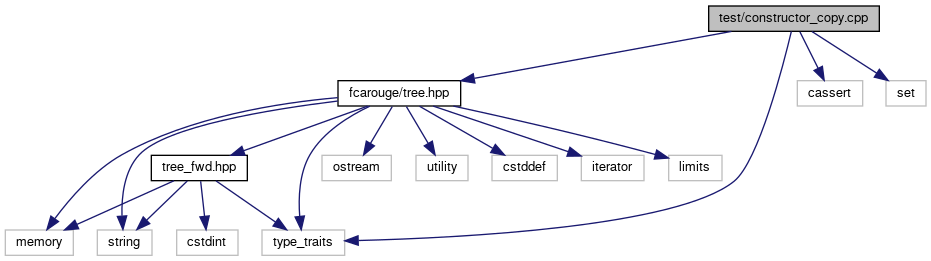 test/constructor_copy.cpp
fcarouge/tree.hpp
cassert
set
tree_fwd.hpp
ostream
utility
cstddef
iterator
limits
memory
string
cstdint
type_traits